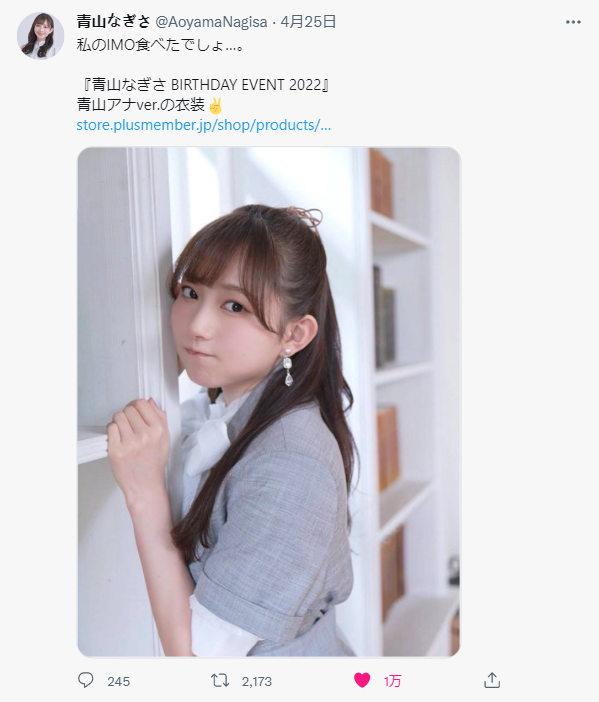 青山なぎさ @AoyamaNagisa · 4月25日
私のIMO食べたでしょ…。
『青山なぎさ BIRTHDAY EVENT 2022』
青山アナver.の衣装✌
store.plusmember.jp/shop/products/...
245 2,173 1万